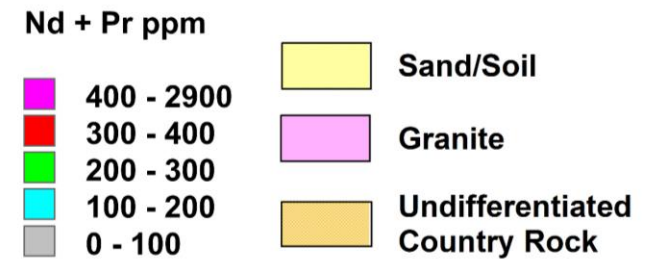 Nd + Pr ppm
400 - 2900
300 - 400
200 - 300
100 - 200
0 - 100
Sand/Soil
Granite
Undifferentiated
Country Rock